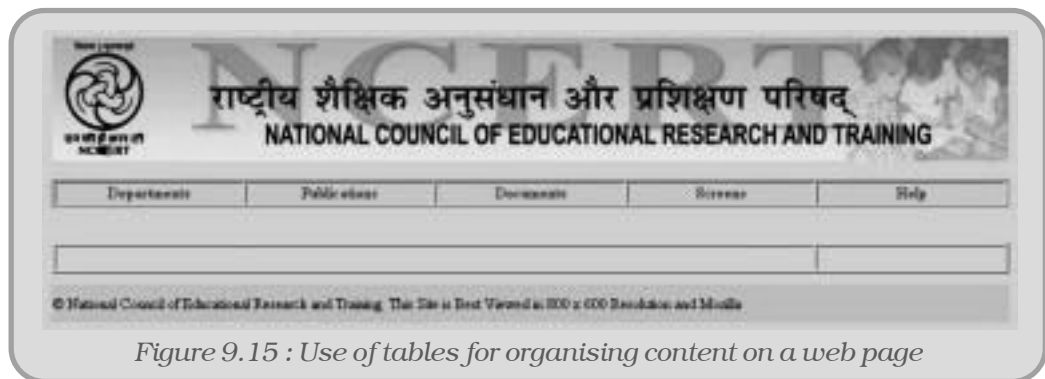 NCERT
राष्ट्रीय शैक्षिक अनुसंधान और प्रशिक्षण परिषद्
NATIONAL COUNCIL OF EDUCATIONAL RESEARCH AND TRAINING
NCERT
Departments Publications Documents Screens Help
© National Council of Educational Research and Training. This Site is Best Viewed in 800 x 600 Resolution and Mozilla
Figure 9.15 : Use of tables for organising content on a web page